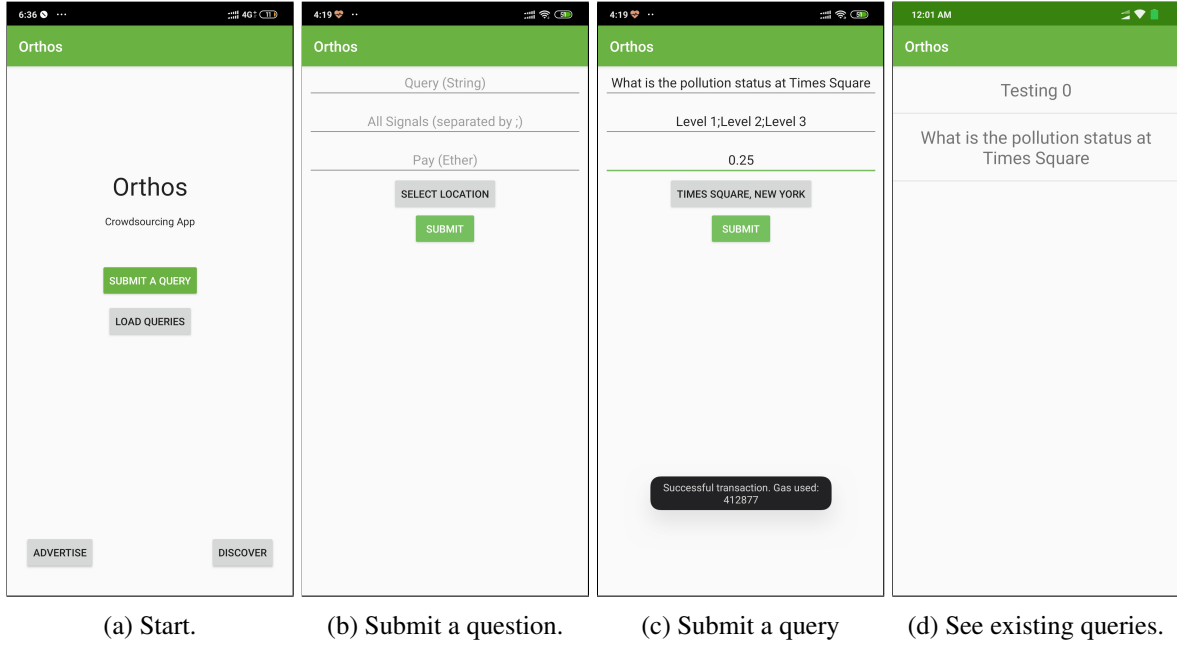 6:36 ··· 4G 11
Orthos
Orthos
Crowdsourcing App
SUBMIT A QUERY
LOAD QUERIES
ADVERTISE
DISCOVER
(a) Start.
4:19 ··
Orthos
Query (String)
All Signals (separated by ;)
Pay (Ether)
SELECT LOCATION
SUBMIT
(b) Submit a question.
4:19 ··
Orthos
What is the pollution status at Times Square
Level 1;Level 2;Level 3
0.25
TIMES SQUARE, NEW YORK
SUBMIT
Successful transaction. Gas used:
412877
(c) Submit a query
12:01 AM
Orthos
Testing 0
What is the pollution status at
Times Square
(d) See existing queries.